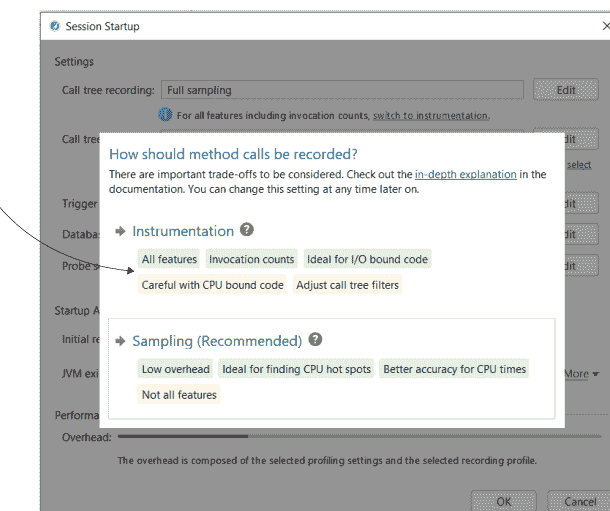 Session Startup
Settings
Call tree recording: Full sampling Edit
For all features including invocation counts, switch to instrumentation.
Call tree
select
How should method calls be recorded?
There are important trade-offs to be considered. Check out the in-depth explanation in the
documentation. You can change this setting at any time later on.
Trigger
Instrumentation
All features Invocation counts Ideal for I/O bound code
Careful with CPU bound code Adjust call tree filters
Startup A
Initial re
Sampling (Recommended)
Low overhead Ideal for finding CPU hot spots Better accuracy for CPU times
Not all features
JVM exi More
Performa
Overhead:
The overhead is composed of the selected profiling settings and the selected recording profile.
OK Cancel